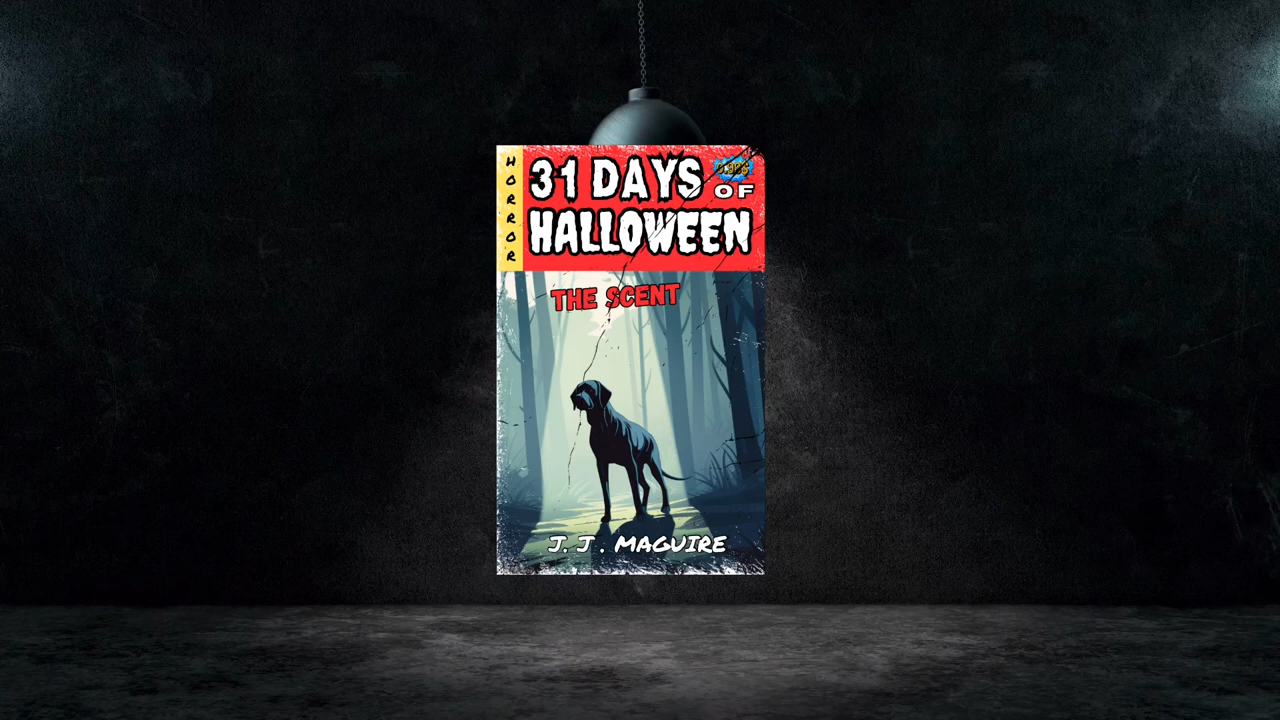 HORROR
31 DAYS
OF
HALLOWEEN
THE SCENT
J. J. MAGUIRE